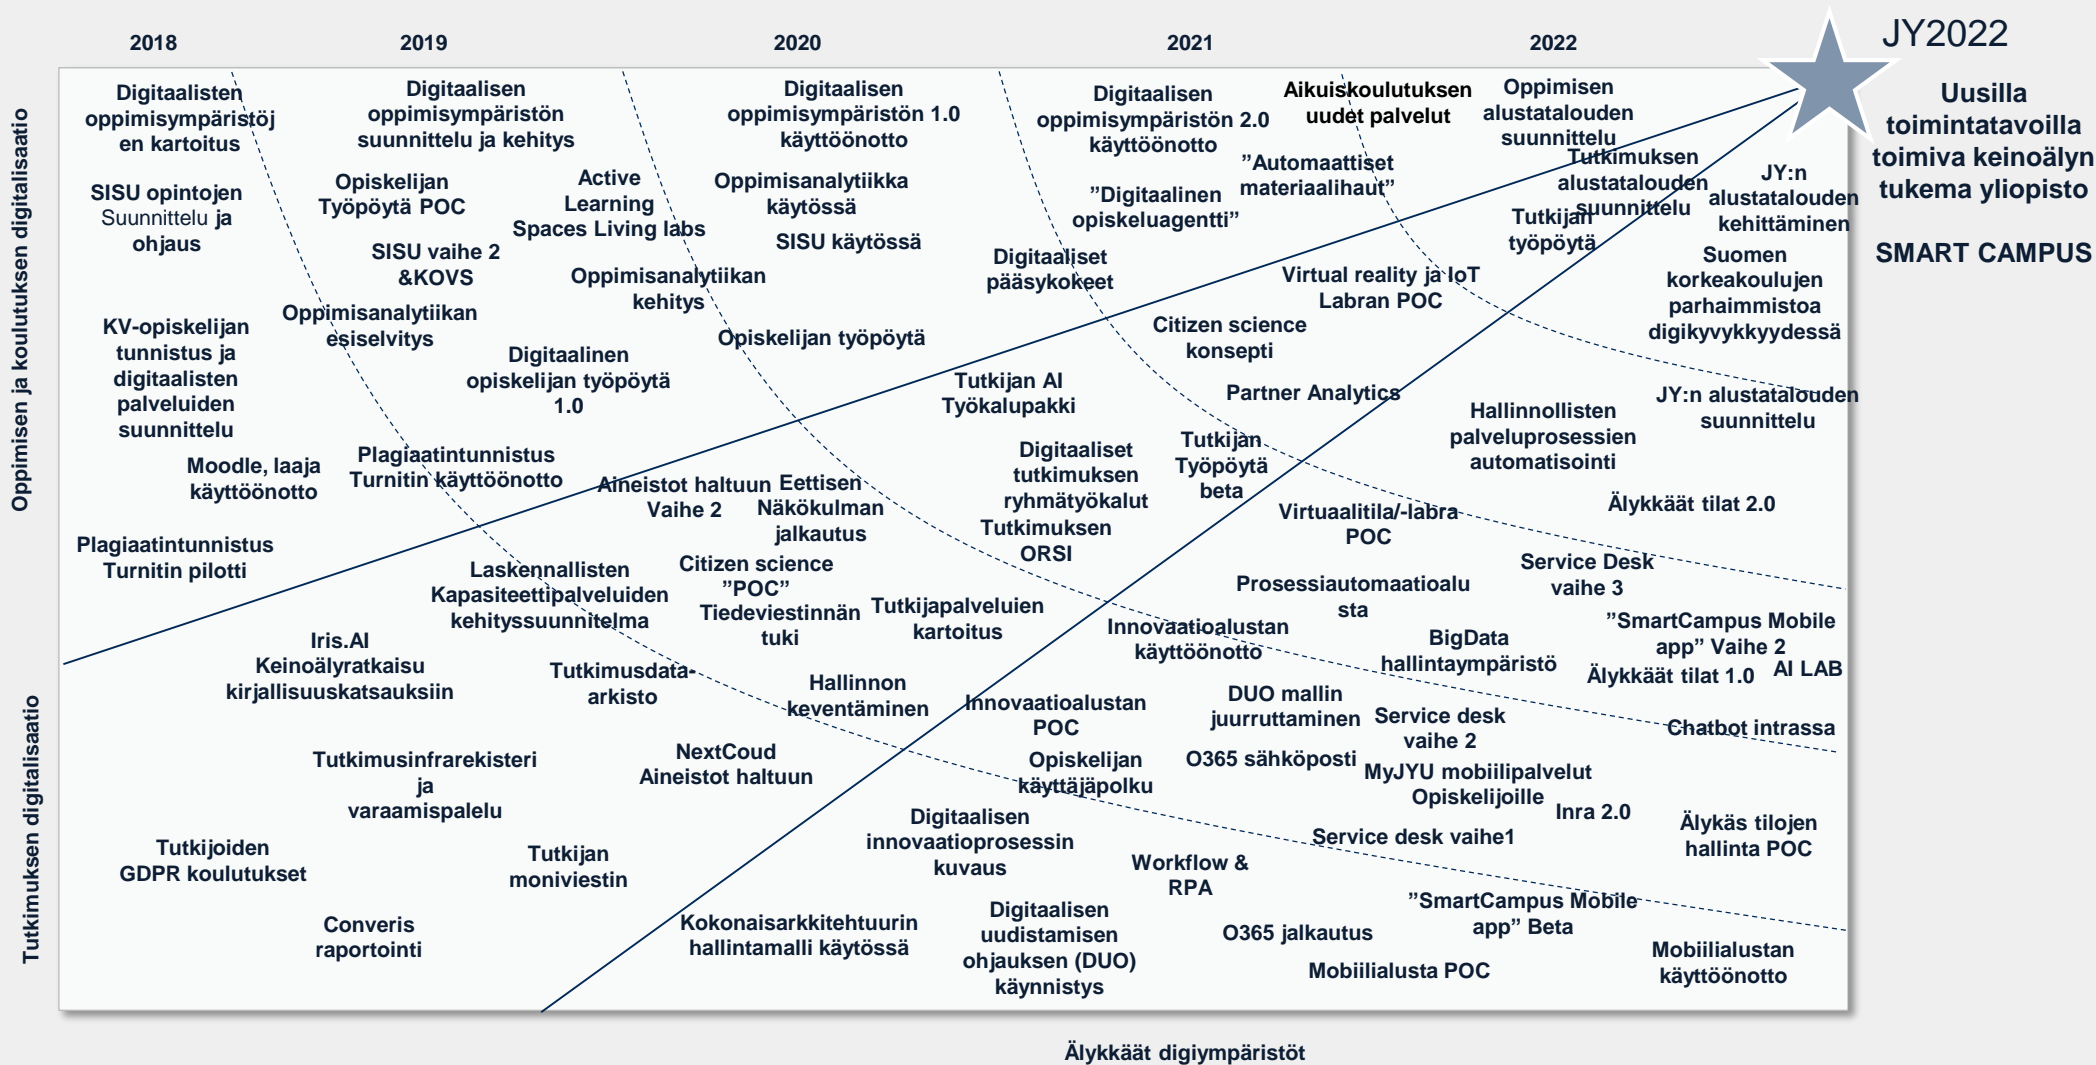 2018
2019
2020
2021
2022
JY2022
Uusilla
toimintatavoilla
toimiva keinoälyn
tukema yliopisto
SMART CAMPUS
Oppimisen ja koulutuksen digitalisaatio
Tutkimuksen digitalisaatio
Digitaalisten
oppimisympäristöj
en kartoitus
SISU opintojen
Suunnittelu ja
ohjaus
KV-opiskelijan
tunnistus ja
digitaalisten
palveluiden
suunnittelu
Moodle, laaja
käyttöönotto
Plagiaatintunnistus
Turnitin pilotti
Digitaalisen
oppimisympäristön
suunnittelu ja kehitys
Opiskelijan
Työpöytä POC
Active
Learning
Spaces Living labs
SISU vaihe 2
&KOVS
Oppimisanalytiikan
esiselvitys
Oppimisanalytiikan
kehitys
Digitaalinen
opiskelijan työpöytä
1.0
Plagiaatintunnistus
Turnitin käyttöönotto
Digitaalisen
oppimisympäristön 1.0
käyttöönotto
Oppimisanalytiikka
käytössä
SISU käytössä
Opiskelijan työpöytä
Digitaalisen
oppimisympäristön 2.0
käyttöönotto
”Digitaalinen
opiskeluagentti”
Digitaaliset
pääsykokeet
Aikuiskoulutuksen
uudet palvelut
”Automaattiset
materiaalihaut”
Oppimisen
alustatalouden
suunnittelu
Tutkimuksen
alustatalouden
suunnittelu
Tutkijan
työpöytä
JY:n
alustatalouden
kehittäminen
Suomen
korkeakoulujen
parhaimmistoa
digikyvykkyydessä
Virtual reality ja IoT
Labran POC
Citizen science
konsepti
Partner Analytics
Tutkijan AI
Työkalupakki
Digitaaliset
tutkimuksen
ryhmätyökalut
Tutkijan
Työpöytä
beta
Tutkimuksen
ORSI
Aineistot haltuun
Vaihe 2
Eettisen
Näkökulman
jalkautus
Citizen science
”POC”
Tiedeviestinnän
tuki
Tutkijapalveluien
kartoitus
Laskennallisten
Kapasiteettipalveluiden
kehityssuunnitelma
Iris.AI
Keinoälyratkaisu
kirjallisuuskatsauksiin
Tutkimusdata-
arkisto
Hallinnon
keventäminen
NextCoud
Aineistot haltuun
Tutkimusinfrarekisteri
ja
varaamispalelu
Tutkijoiden
GDPR koulutukset
Tutkijan
moniviestin
Converis
raportointi
JY:n alustatalouden
suunnittelu
Hallinnollisten
palveluprosessien
automatisointi
Älykkäät tilat 2.0
Virtuaalitila/-labra
POC
Service Desk
vaihe 3
Prosessiautomaatioalu
sta
”SmartCampus Mobile
app” Vaihe 2
Innovaatioalustan
käyttöönotto
BigData
hallintaympäristö
Älykkäät tilat 1.0
AI LAB
DUO mallin
juurruttaminen
Innovaatioalustan
POC
Service desk
vaihe 2
Chatbot intrassa
O365 sähköposti
Opiskelijan
käyttäjäpolku
MyJYU mobiilipalvelut
Opiskelijoille
Inra 2.0
Digitaalisen
innovaatioprosessin
kuvaus
Service desk vaihe1
Älykäs tilojen
hallinta POC
Workflow &
RPA
Kokonaisarkkitehtuurin
hallintamalli käytössä
Digitaalisen
uudistamisen
ohjauksen (DUO)
käynnistys
”SmartCampus Mobile
app” Beta
O365 jalkautus
Mobiilialusta POC
Mobiilialustan
käyttöönotto
Älykkäät digiympäristöt